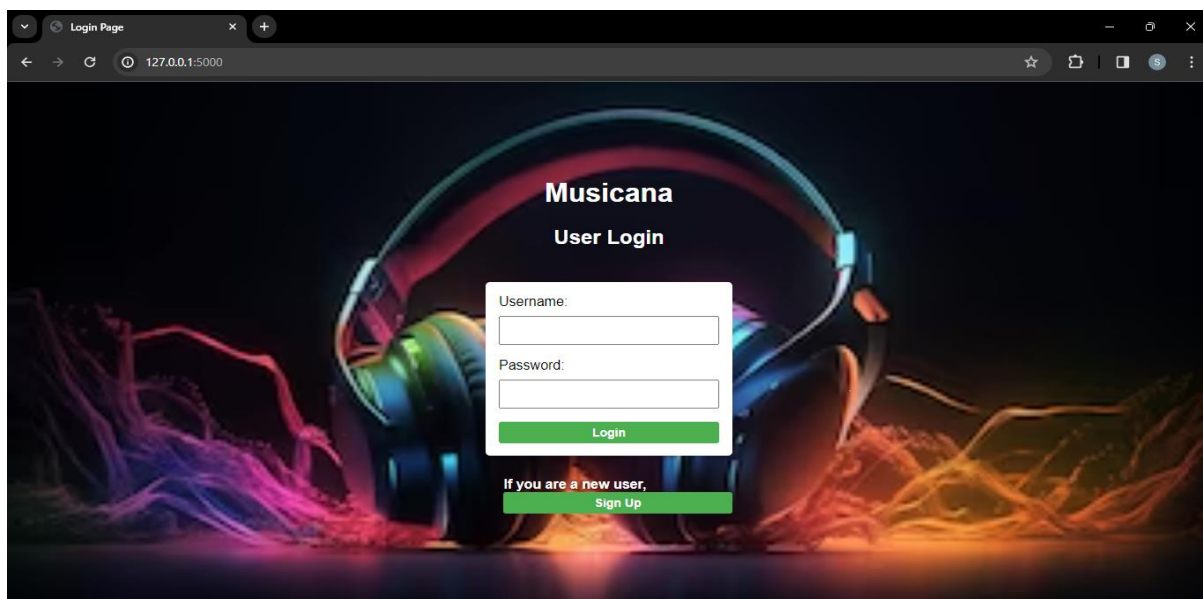 Login Page
127.0.0.1:5000
S
Musicana
User Login
Username:
Password:
Login
If you are a new user,
Sign Up